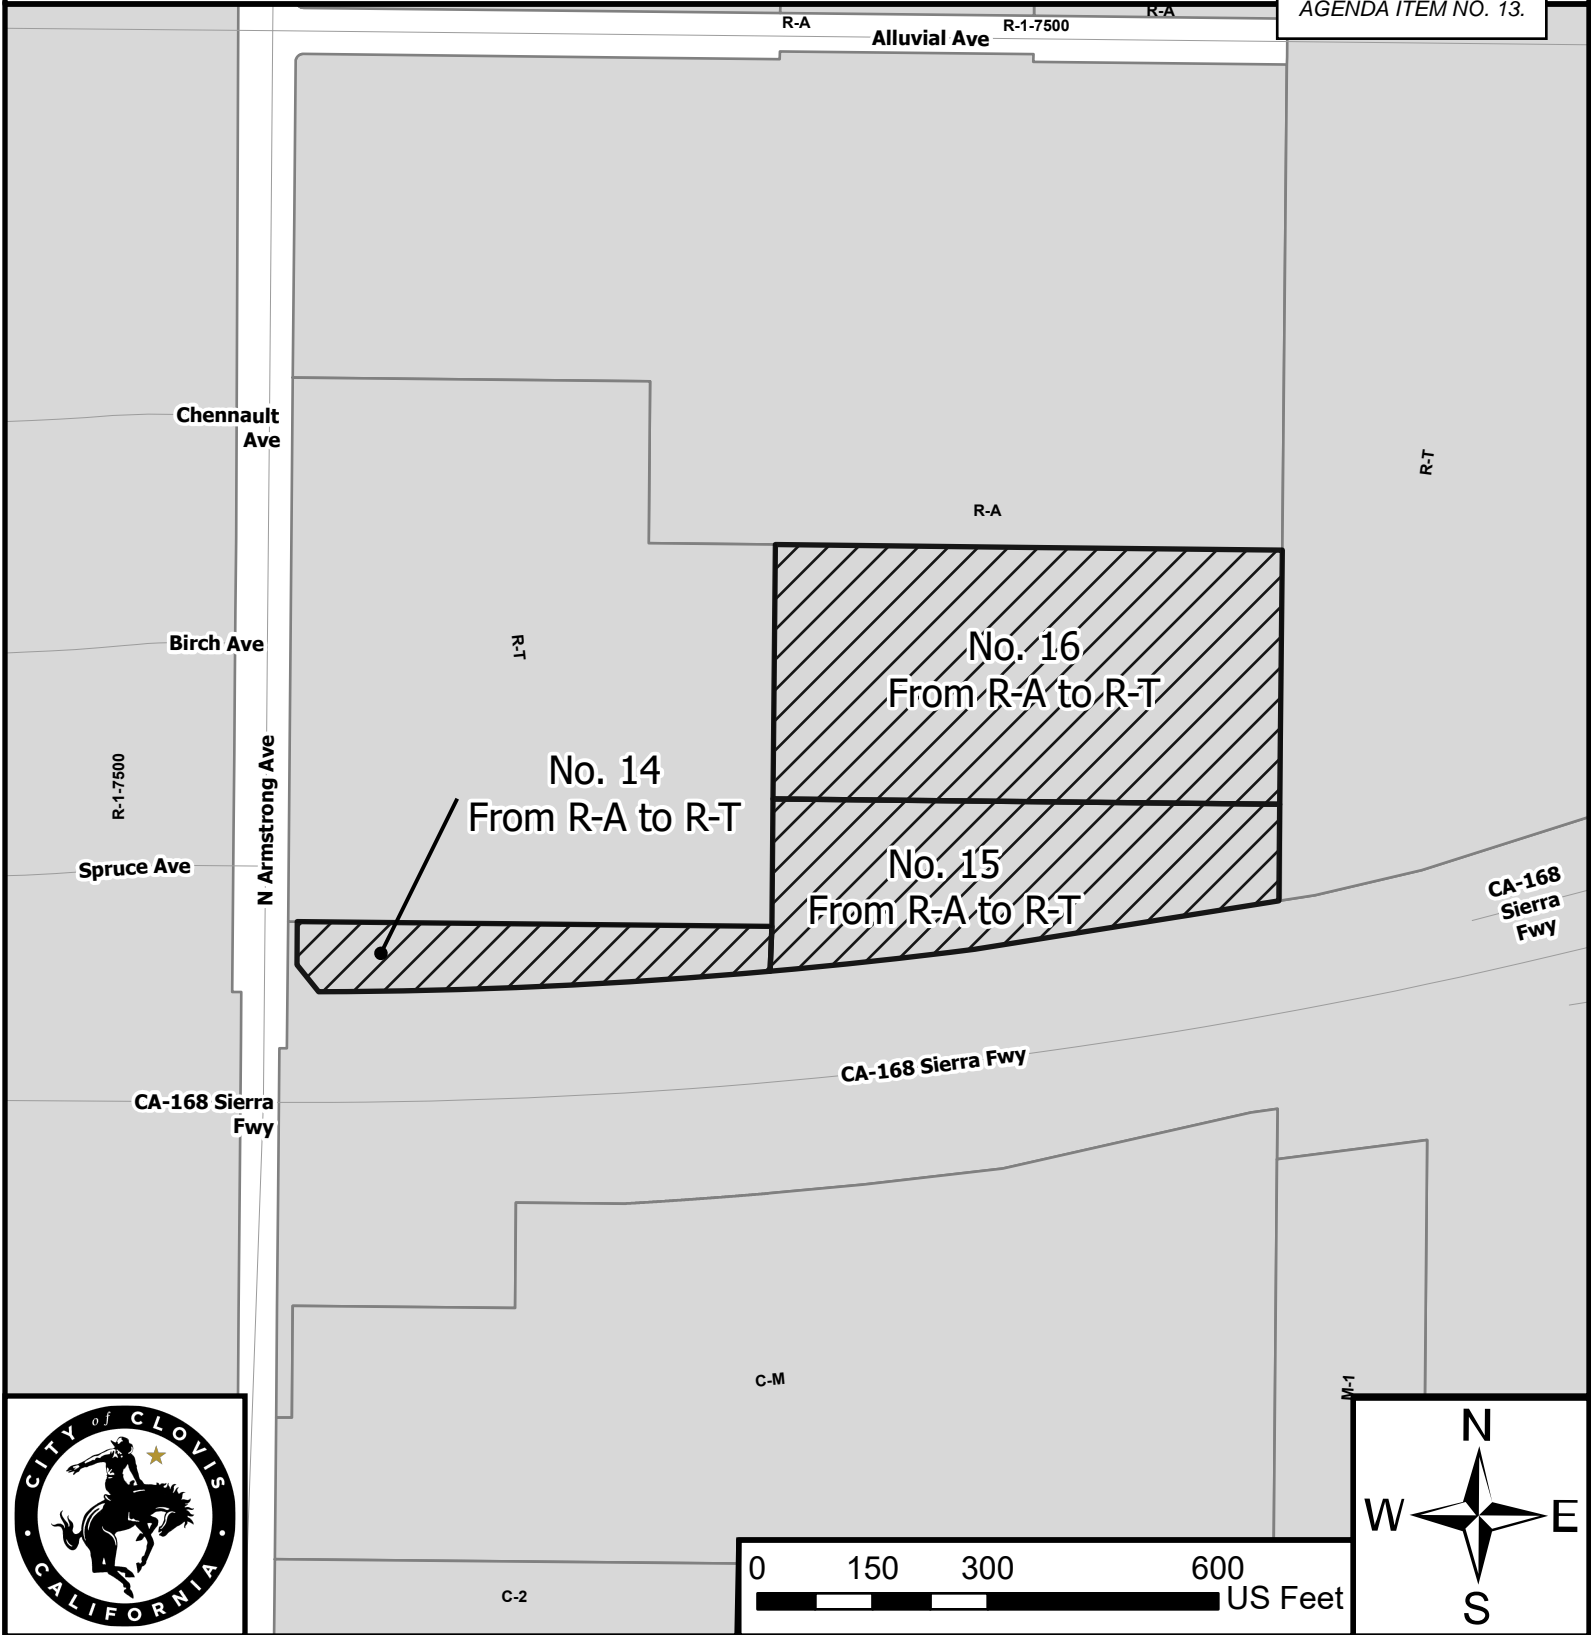 R-A
R-1-7500
R-A
AGENDA ITEM NO. 13.
Alluvial Ave
Chennault
Ave
R-T
R-A
Birch Ave
R-T
No. 16
From R-A to R-T
R-1-7500
N Armstrong Ave
No. 14
From R-A to R-T
Spruce Ave
No. 15
From R-A to R-T
CA-168
Sierra
Fwy
CA-168 Sierra Fwy
CA-168 Sierra
Fwy
C-M
M-1
CITY of CLOVIS
CALIFORNIA
C-2
0 150 300 600
US Feet
N
W E
S